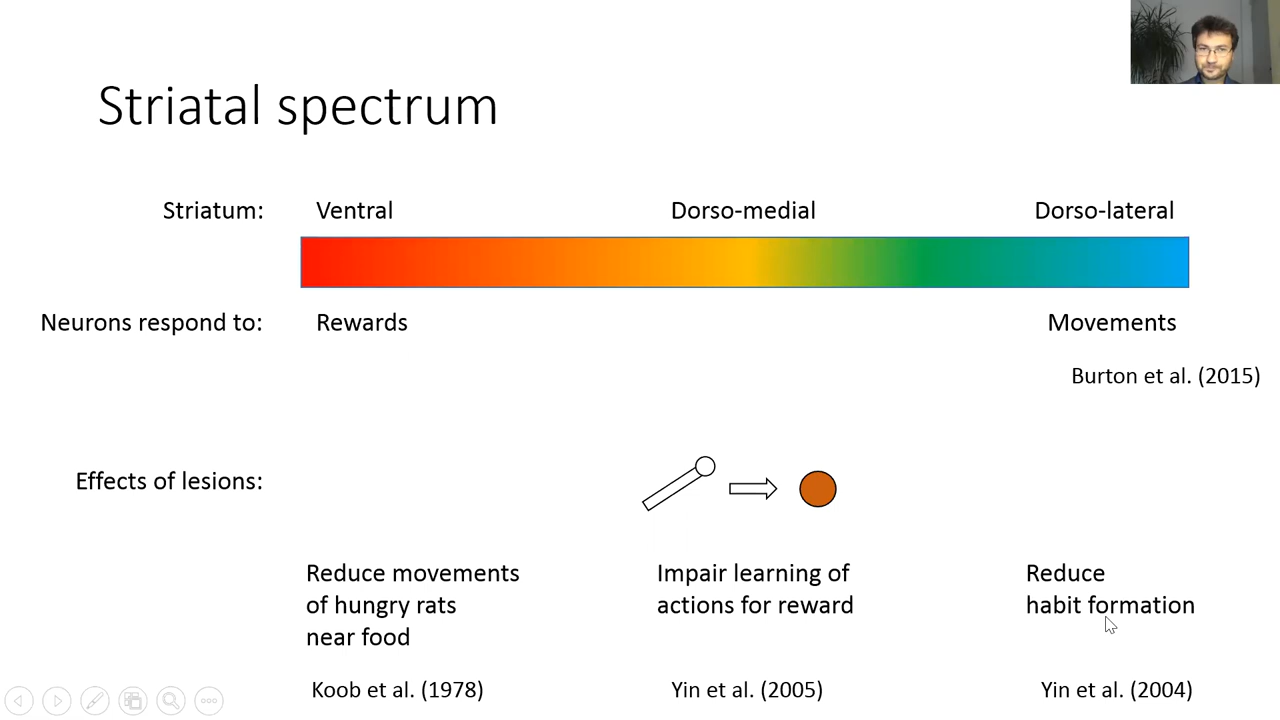 Striatal spectrum
Striatum: Ventral Dorso-medial Dorso-lateral
Neurons respond to: Rewards Movements
Burton et al. (2015)
Effects of lesions:
Reduce movements
of hungry rats
near food
Impair learning of
actions for reward
Reduce
habit formation
Koob et al. (1978) Yin et al. (2005) Yin et al. (2004)